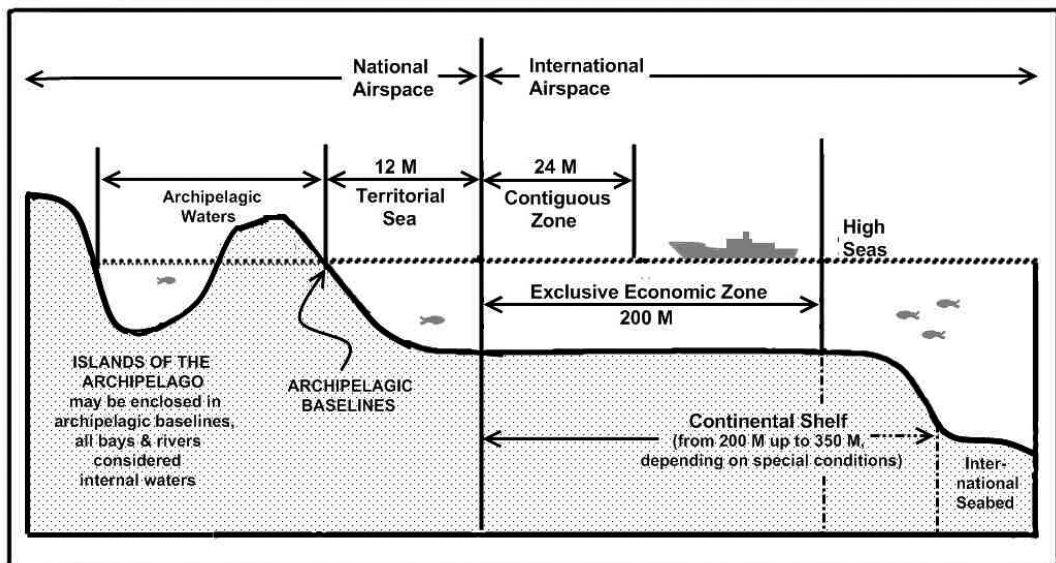 National
Airspace
International
Airspace
12 M
Territorial
Sea
24 M
Contiguous
Zone
Archipelagic
Waters
High
Seas
Exclusive Economic Zone
200 M
ISLANDS OF THE
ARCHIPELAGO
may be enclosed in
archipelagic baselines,
all bays & rivers
considered
internal waters
ARCHIPELAGIC
BASELINES
Continental Shelf
(from 200 M up to 350 M,
depending on special conditions)
Inter-
national
Seabed